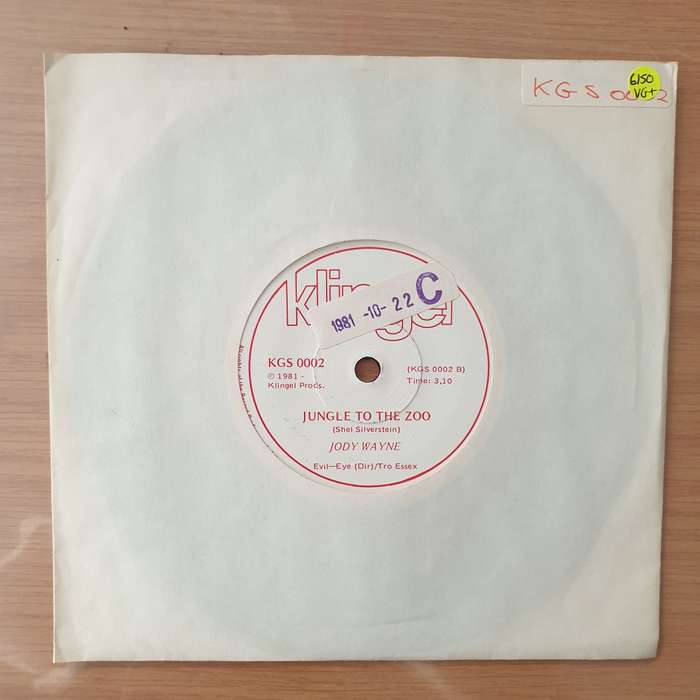 KGS 0002
6150
VG+
klingel
1981 -10- 22 C
KGS 0002
℗ 1981 -
Klingel Prods.
(KGS 0002 B)
Time: 3,10
JUNGLE TO THE ZOO
(Shel Silverstein)
JODY WAYNE
Evil—Eye (Dir)/Tro Essex